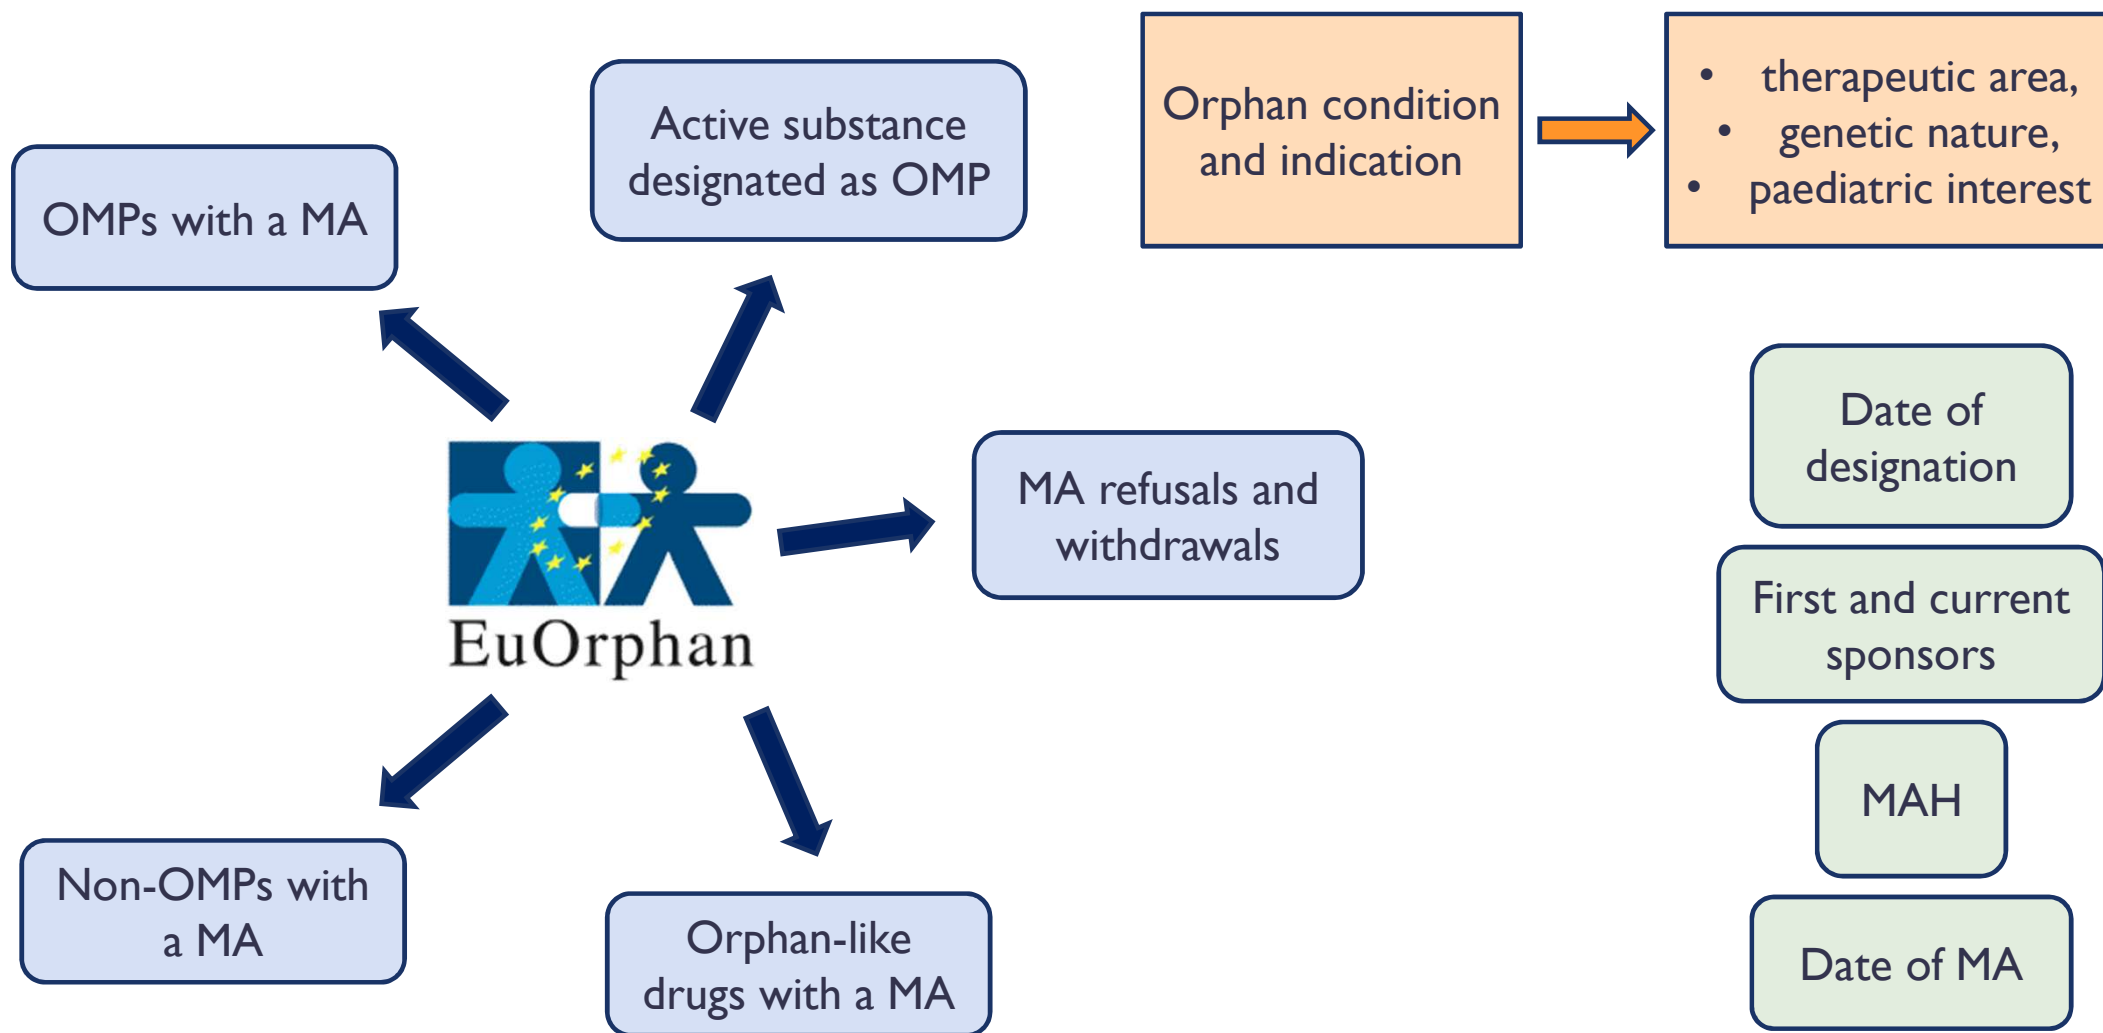 OMPs with a MA
Active substance
designated as OMP
Orphan condition
and indication
• therapeutic area,
• genetic nature,
• paediatric interest
MA refusals and
withdrawals
EuOrphan
Non-OMPs with
a MA
Orphan-like
drugs with a MA
Date of
designation
First and current
sponsors
MAH
Date of MA